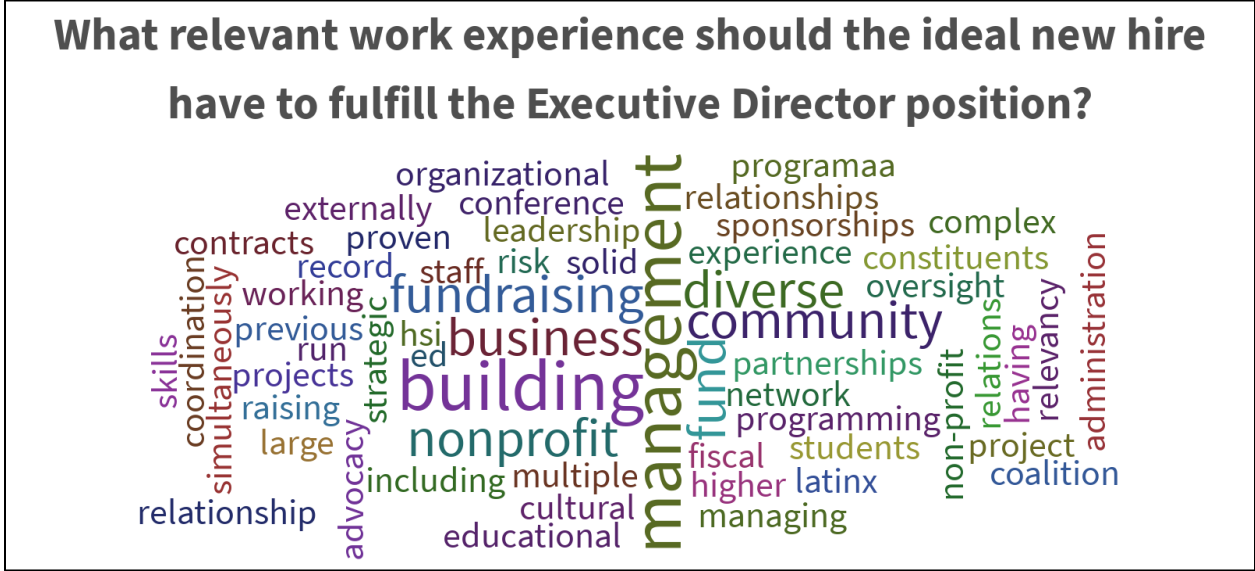 What relevant work experience should the ideal new hire
have to fulfill the Executive Director position?
organizational
programaa
externally
conference
relationships
contracts
proven
leadership
sponsorships
complex
record
staff
risk
solid
management
experience
constituents
coordination
simultaneously
working
fundraising
diverse
oversight
administration
skills
previous
strategic
hsi
business
community
relations
having
relevancy
run
ed
projects
building
fund
partnerships
raising
network
non-profit
large
advocacy
nonprofit
programming
fiscal
students
project
including
multiple
higher
latinx
coalition
relationship
cultural
managing
educational